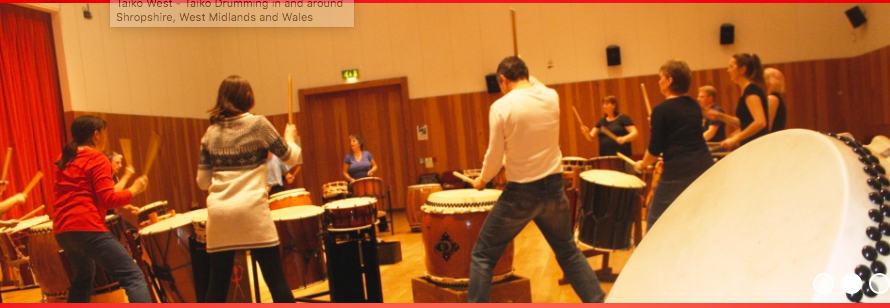 Taiko West - Taiko Drumming in and around
Shropshire, West Midlands and Wales